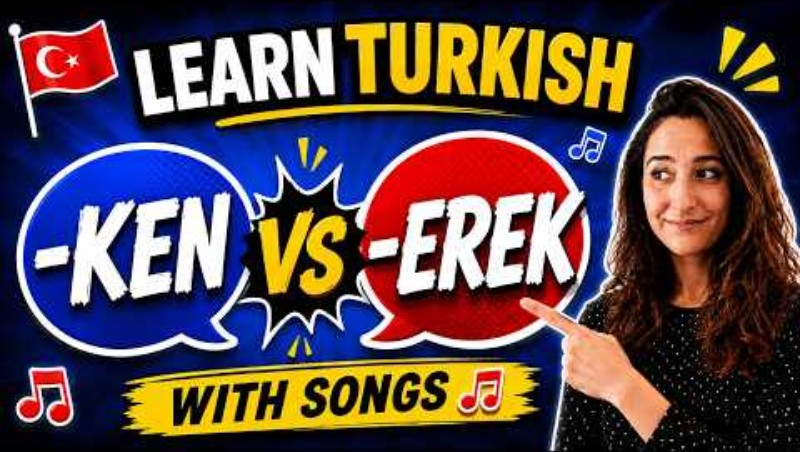 LEARN TURKISH
-KEN VS -EREK
WITH SONGS